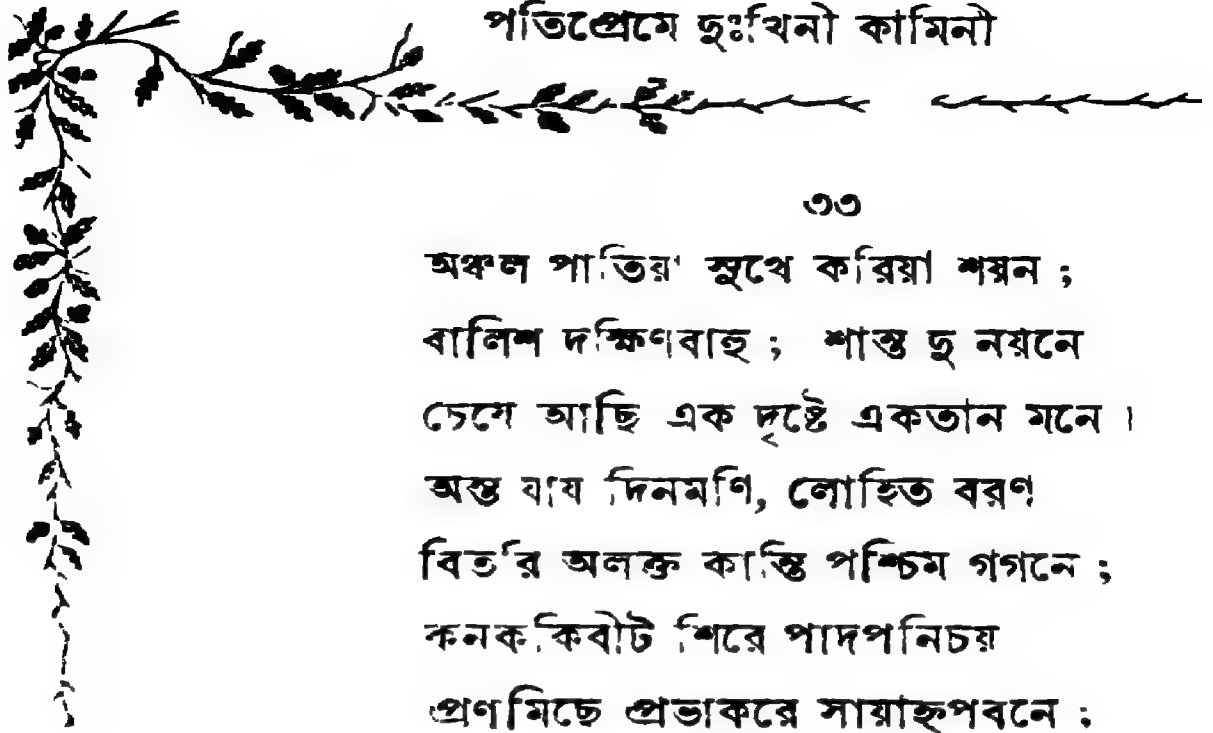 পতিপ্রেমে দুঃখিনী কামিনী
৩৩
অঞ্চল পাতিয়া সুখে করিয়া শয়ন ;
বালিশ দক্ষিণবাহু ; শান্ত দু নয়নে
চেয়ে আছি এক দৃষ্টে একতান মনে ।
অস্ত যায় দিনমণি, লোহিত বরণ
বিতরি অলক্ত কান্তি পশ্চিম গগনে ;
কনক কিরীট শিরে পাদপনিচয়
প্রণমিছে প্রভাকরে সায়াহ্নপবনে ;